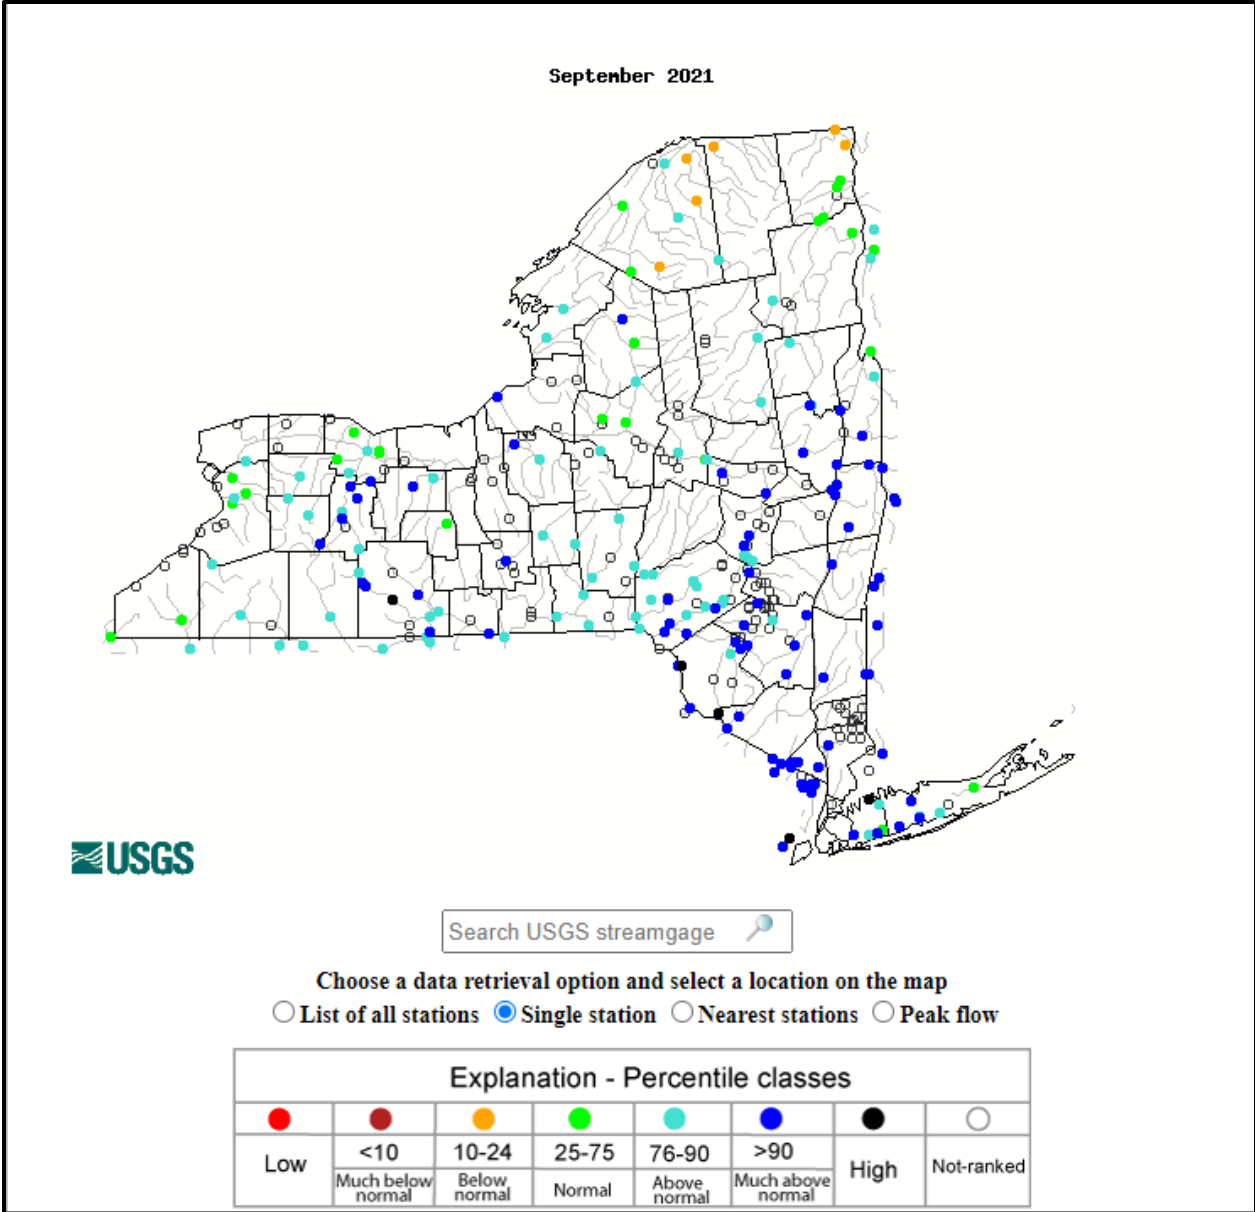 September 2021
USGS
Search USGS streamgage
Choose a data retrieval option and select a location on the map
List of all stations Single station Nearest stations Peak flow
Explanation - Percentile classes
Low <10 10-24 25-75 76-90 >90 High Not-ranked
Much below normal Below normal Normal Above normal Much above normal